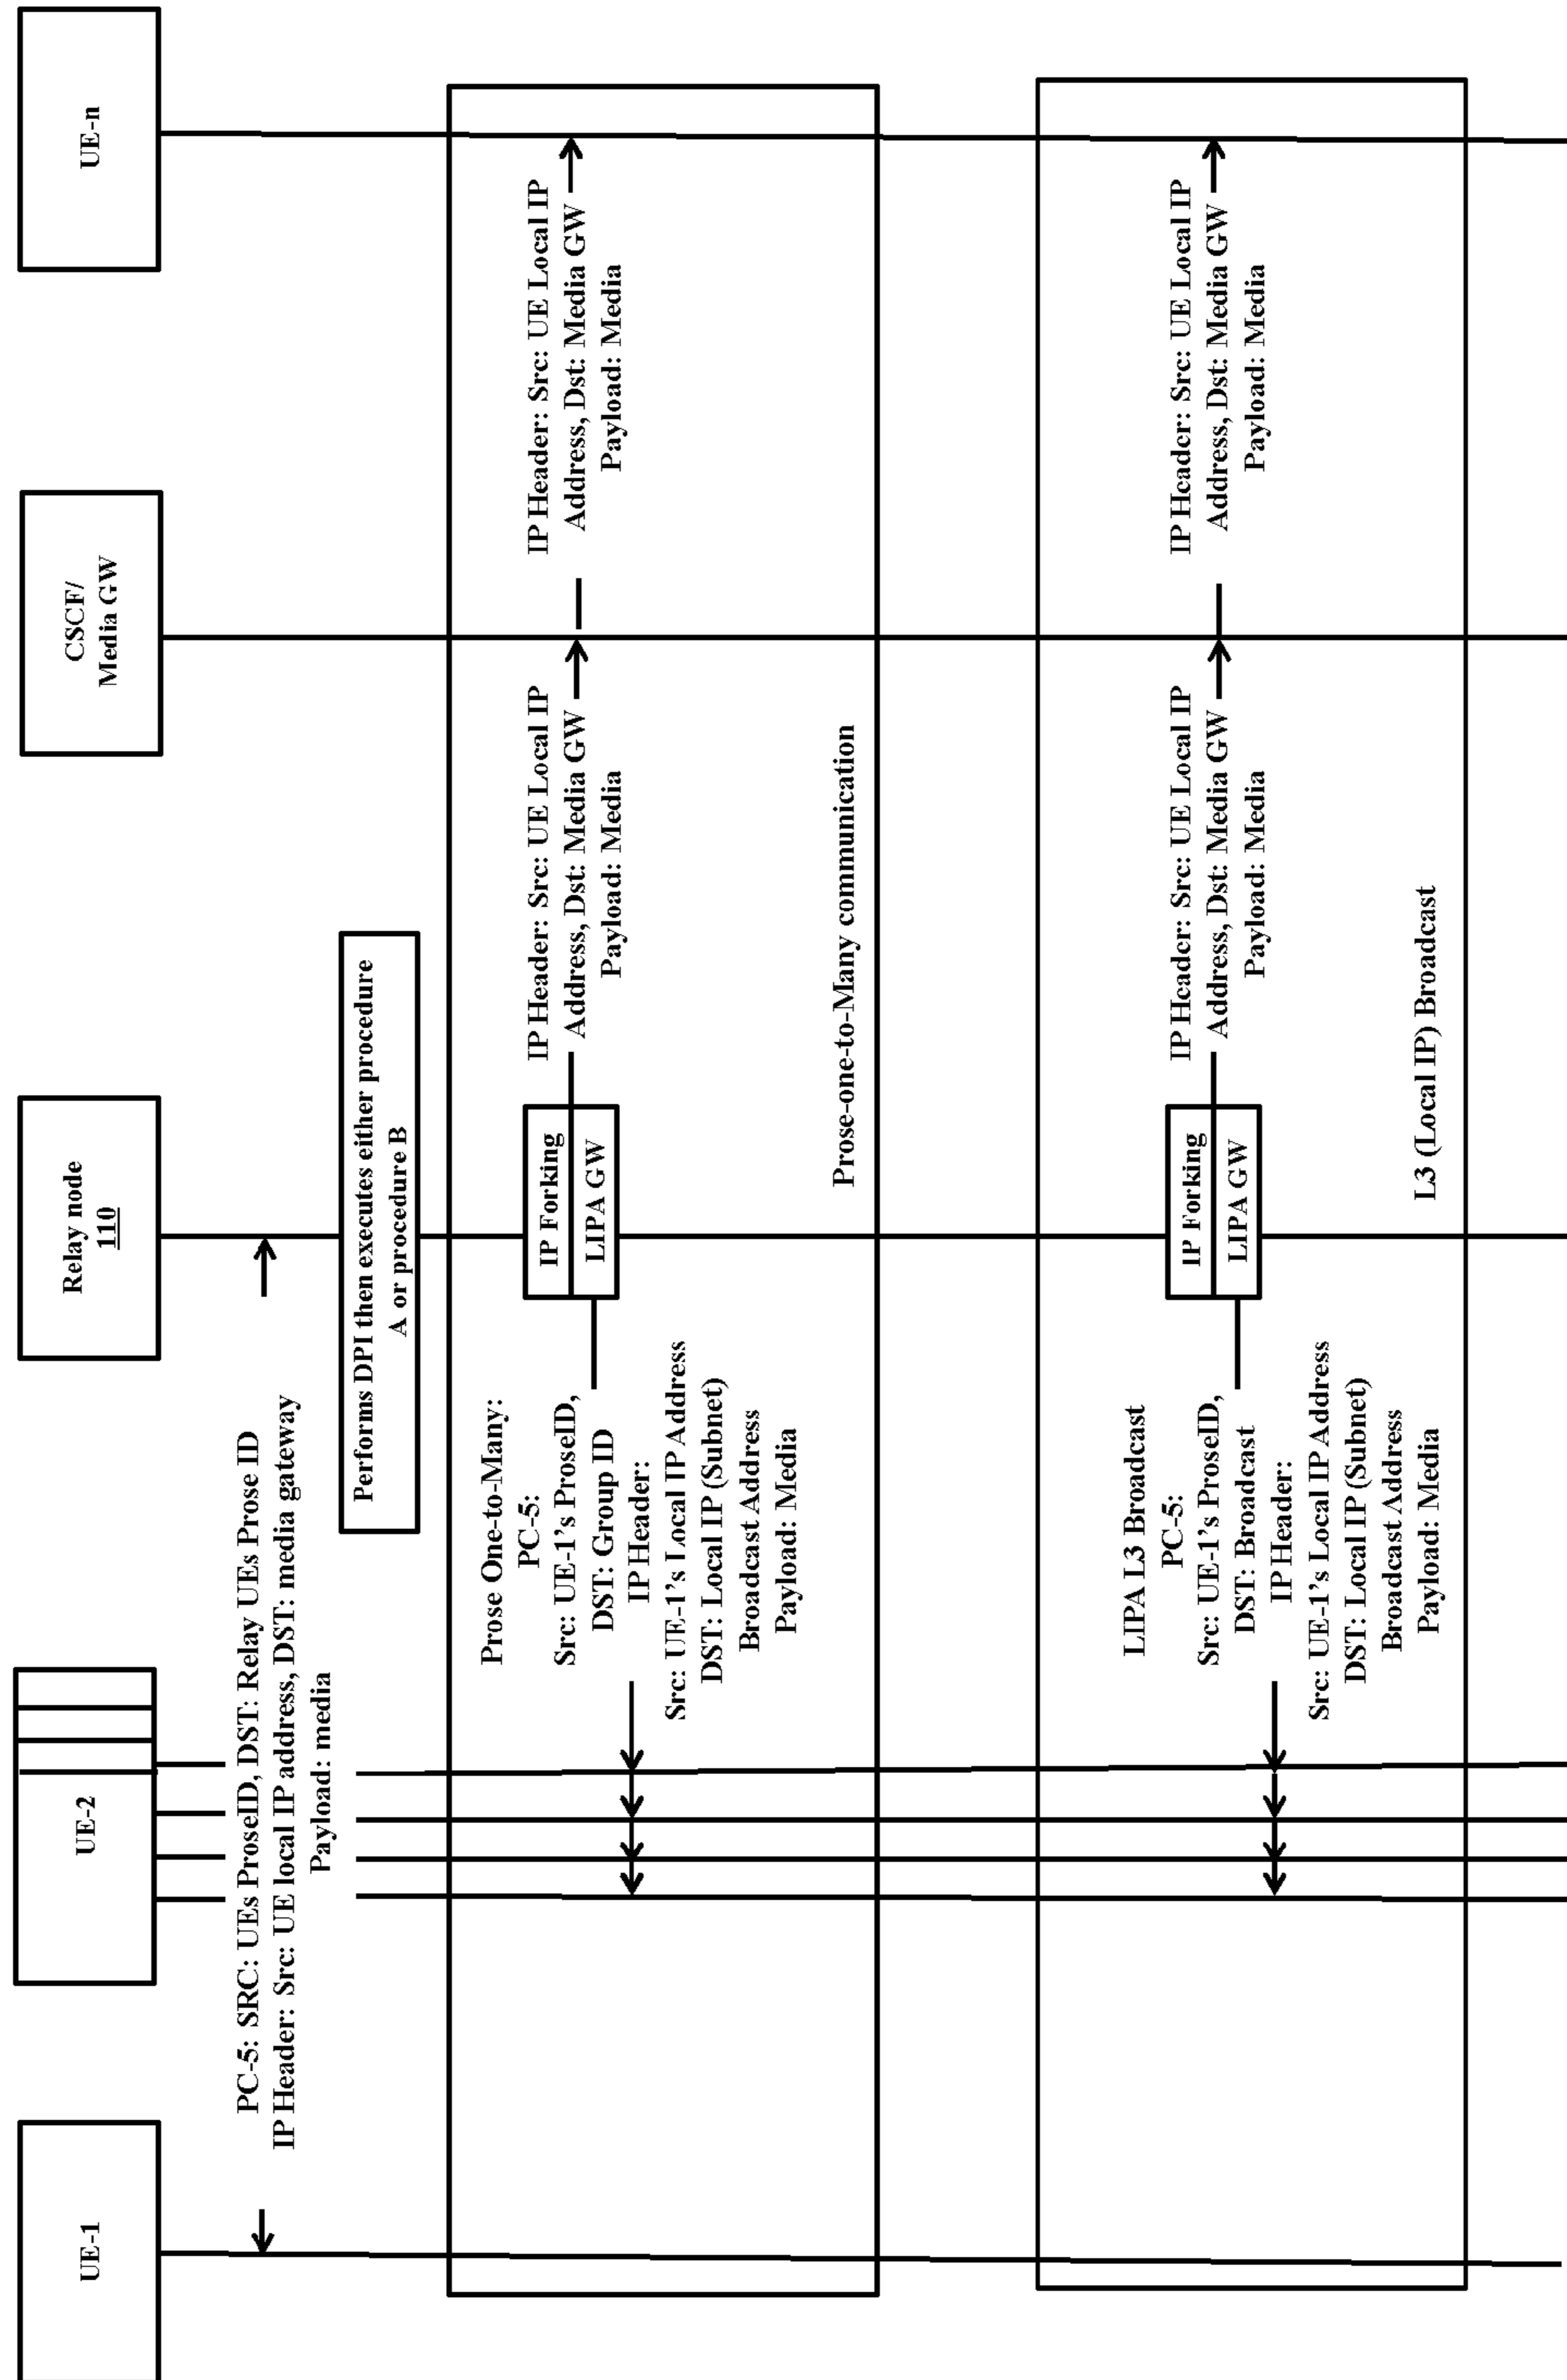 UE-1
UE-2
Relay node
110
CSCF/
Media GW
UE-n
PC-5: SRC: UEs ProseID, DST: Relay UEs Prose ID
IP Header: Src: UE local IP address, DST: media gateway
Payload: media
Performs DPI then executes either procedure
A or procedure B
Prose One-to-Many:
PC-5:
Src: UE-1's ProseID,
DST: Group ID
IP Header:
Src: UE-1's Local IP Address
DST: Local IP (Subnet)
Broadcast Address
Payload: Media
IP Forking
LIPA GW
IP Header: Src: UE Local IP
Address, Dst: Media GW
Payload: Media
IP Header: Src: UE Local IP
Address, Dst: Media GW
Payload: Media
Prose-one-to-Many communication
LIPA L3 Broadcast
PC-5:
Src: UE-1's ProseID,
DST: Broadcast
IP Header:
Src: UE-1's Local IP Address
DST: Local IP (Subnet)
Broadcast Address
Payload: Media
IP Forking
LIPA GW
IP Header: Src: UE Local IP
Address, Dst: Media GW
Payload: Media
IP Header: Src: UE Local IP
Address, Dst: Media GW
Payload: Media
L3 (Local IP) Broadcast